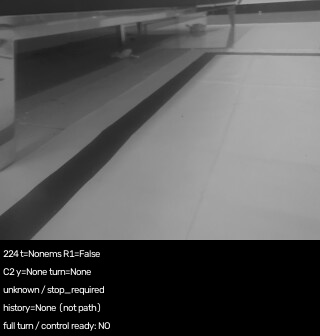 224 t=Nonems R1=False
C2 y=None turn=None
unknown / stop_required
history=None (not path)
full turn / control ready: NO